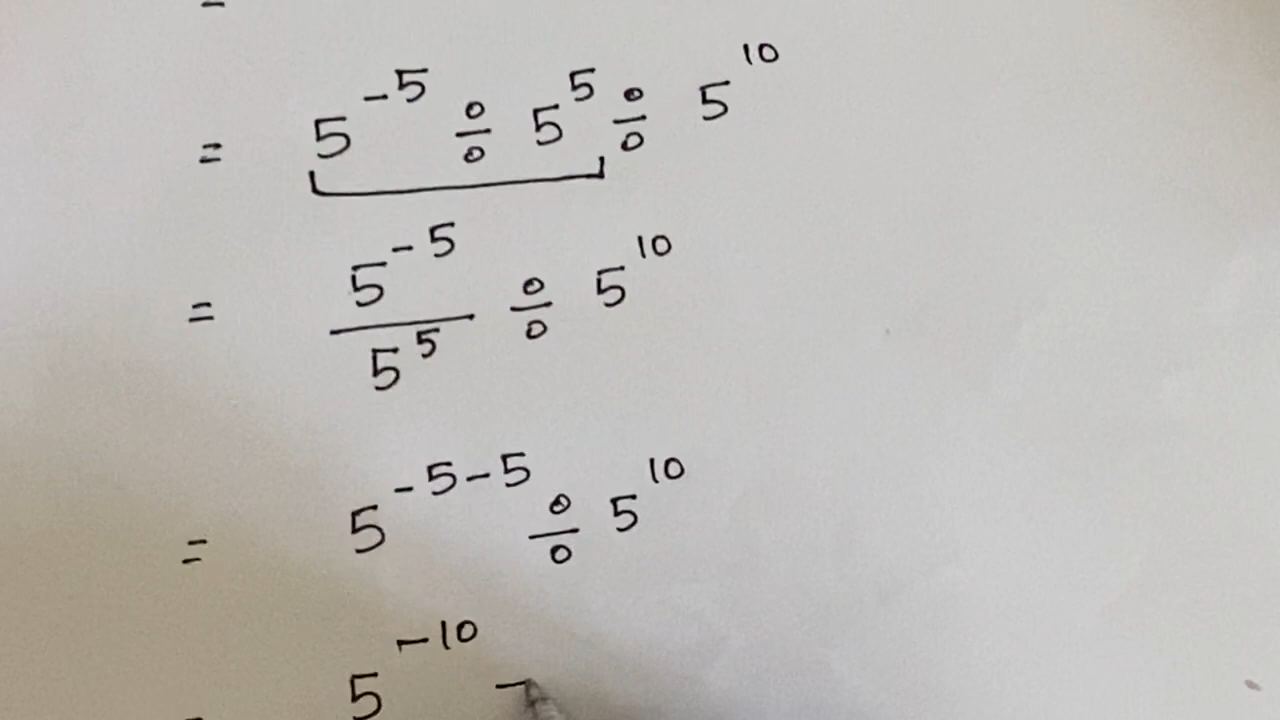 = 5^-5 ÷ 5^5 ÷ 5^10
= 5^-5 / 5^5 ÷ 5^10
= 5^-5-5 ÷ 5^10
= 5^-10